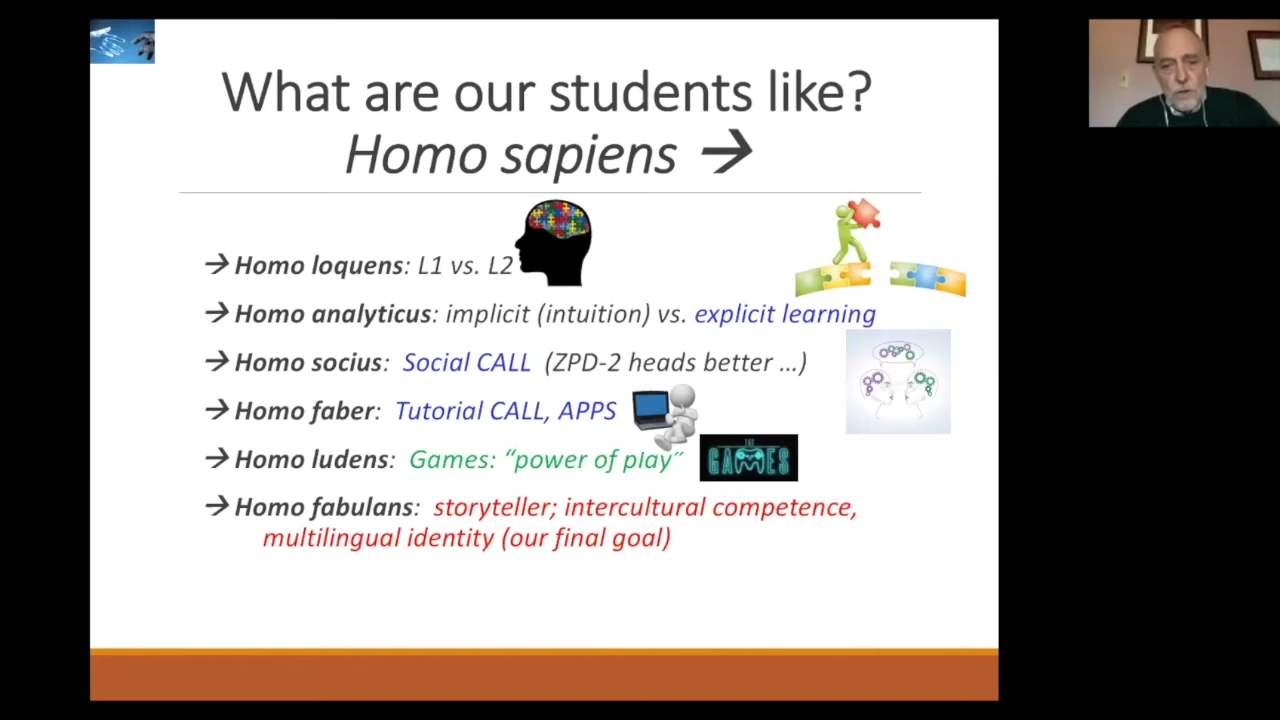 What are our students like?
Homo sapiens →
→ Homo loquens: L1 vs. L2
→ Homo analyticus: implicit (intuition) vs. explicit learning
→ Homo socius: Social CALL (ZPD-2 heads better ...)
→ Homo faber: Tutorial CALL, APPS
→ Homo ludens: Games: “power of play”
THE
GAMES
→ Homo fabulans: storyteller; intercultural competence,
multilingual identity (our final goal)